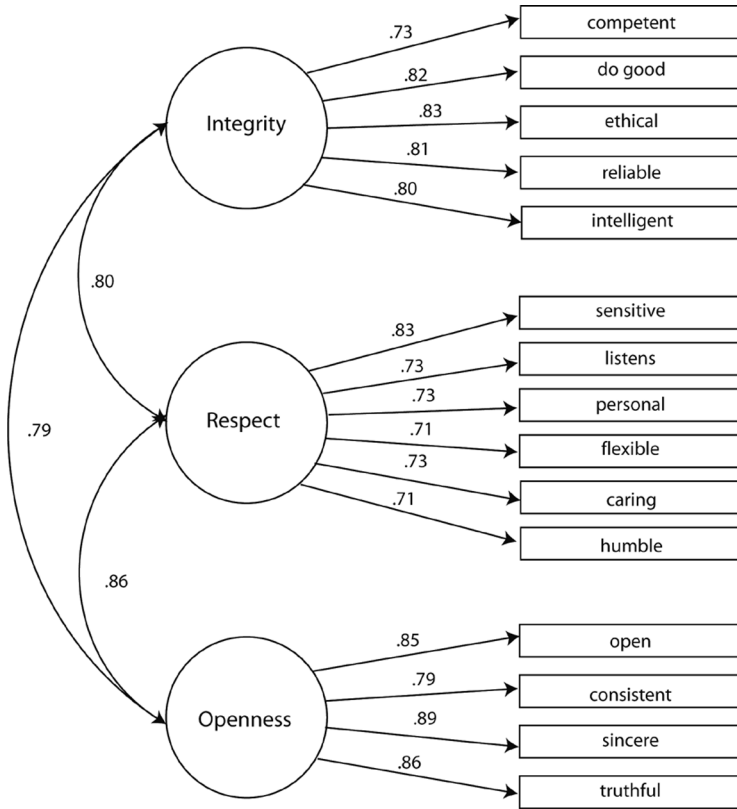 .73 competent
.82 do good
Integrity .83 ethical
.81 reliable
.80 intelligent
.80
.83 sensitive
.73 listens
.73 personal
Respect .71 flexible
.79
.73 caring
.71 humble
.86
.85 open
.79 consistent
Openness .89 sincere
.86 truthful